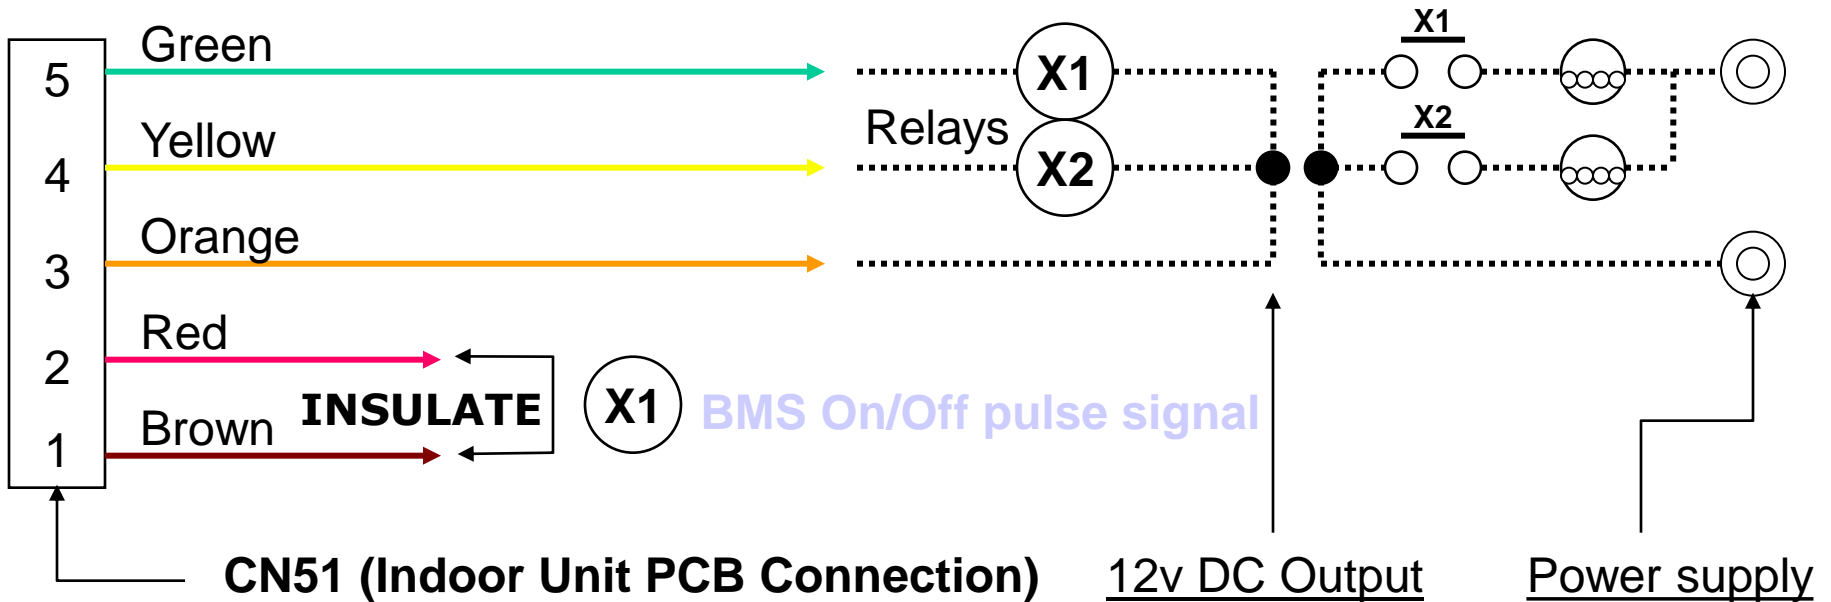 X1
5 Green X1
Relays X2
4 Yellow X2
3 Orange
2 Red
INSULATE X1 BMS On/Off pulse signal
1 Brown
CN51 (Indoor Unit PCB Connection) 12v DC Output Power supply